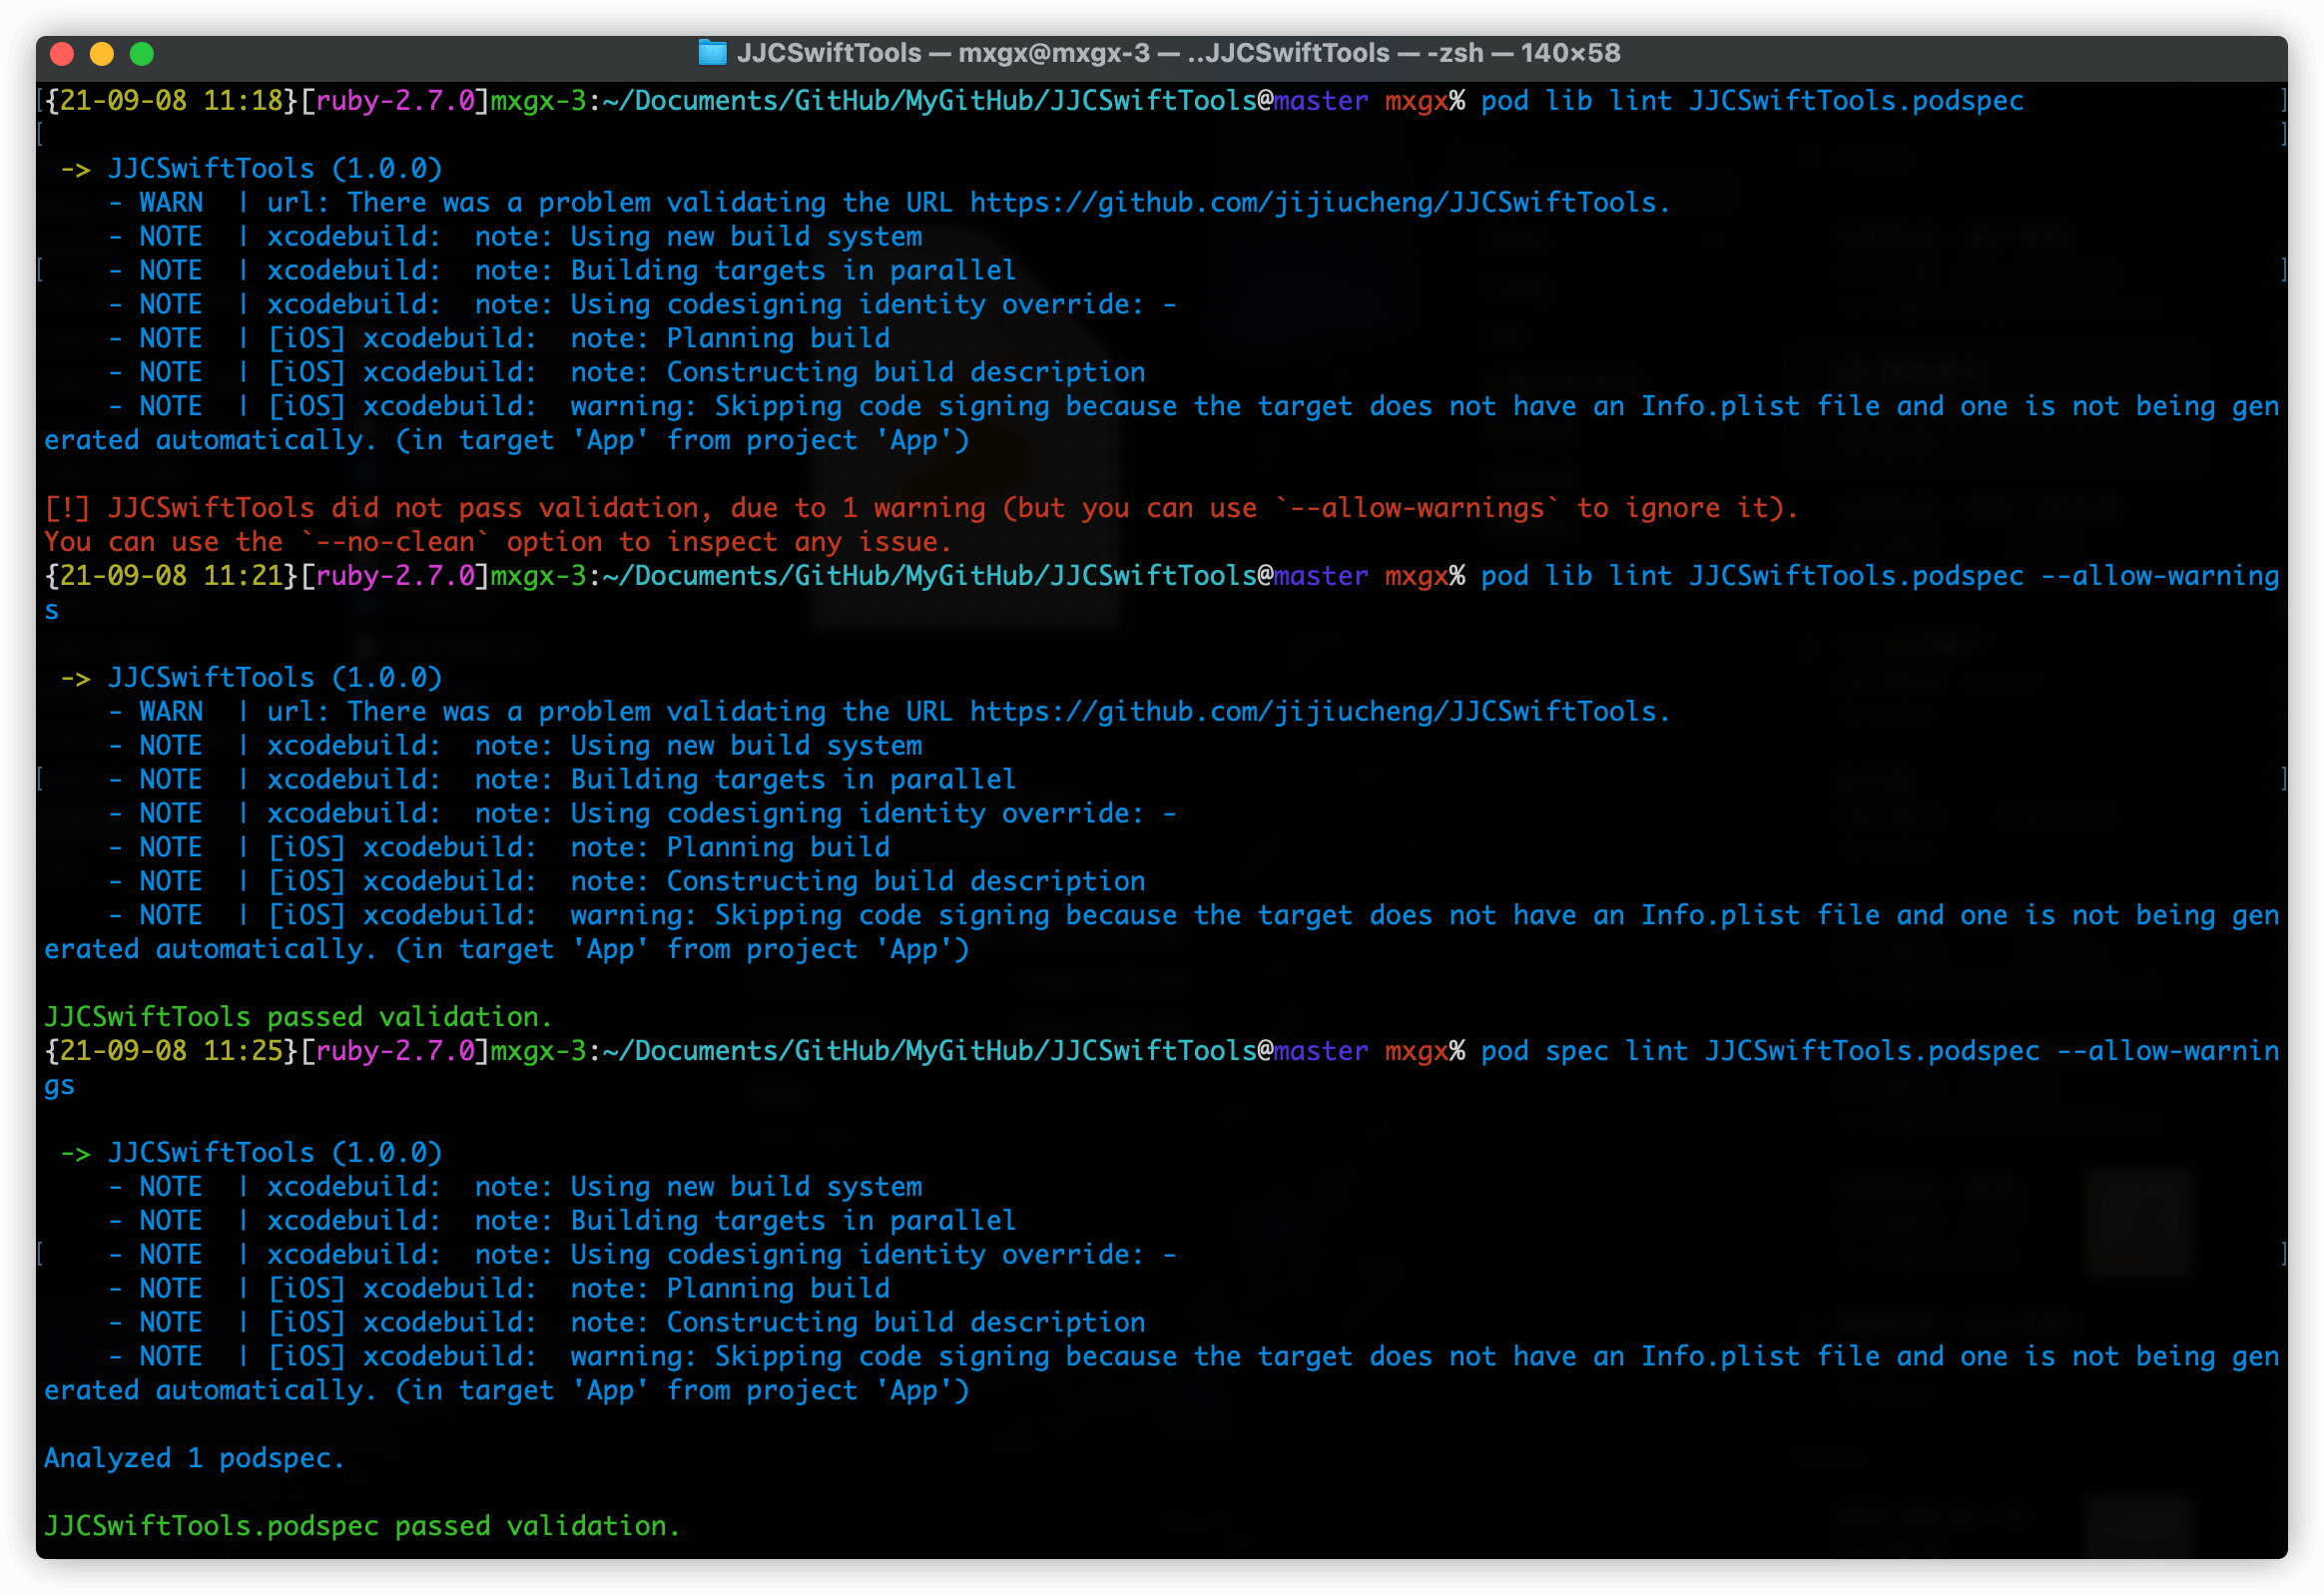 JJCSwiftTools — mxgx@mxgx-3 — ..JJCSwiftTools — -zsh — 140×58
{21-09-08 11:18}[ruby-2.7.0]mxgx-3:~/Documents/GitHub/MyGitHub/JJCSwiftTools@master mxgx% pod lib lint JJCSwiftTools.podspec
-> JJCSwiftTools (1.0.0)
- WARN | url: There was a problem validating the URL https://github.com/jijiucheng/JJCSwiftTools.
- NOTE | xcodebuild: note: Using new build system
- NOTE | xcodebuild: note: Building targets in parallel
- NOTE | xcodebuild: note: Using codesigning identity override: -
- NOTE | [iOS] xcodebuild: note: Planning build
- NOTE | [iOS] xcodebuild: note: Constructing build description
- NOTE | [iOS] xcodebuild: warning: Skipping code signing because the target does not have an Info.plist file and one is not being gen
erated automatically. (in target 'App' from project 'App')
[!] JJCSwiftTools did not pass validation, due to 1 warning (but you can use `--allow-warnings` to ignore it).
You can use the `--no-clean` option to inspect any issue.
{21-09-08 11:21}[ruby-2.7.0]mxgx-3:~/Documents/GitHub/MyGitHub/JJCSwiftTools@master mxgx% pod lib lint JJCSwiftTools.podspec --allow-warning
s
-> JJCSwiftTools (1.0.0)
- WARN | url: There was a problem validating the URL https://github.com/jijiucheng/JJCSwiftTools.
- NOTE | xcodebuild: note: Using new build system
- NOTE | xcodebuild: note: Building targets in parallel
- NOTE | xcodebuild: note: Using codesigning identity override: -
- NOTE | [iOS] xcodebuild: note: Planning build
- NOTE | [iOS] xcodebuild: note: Constructing build description
- NOTE | [iOS] xcodebuild: warning: Skipping code signing because the target does not have an Info.plist file and one is not being gen
erated automatically. (in target 'App' from project 'App')
JJCSwiftTools passed validation.
{21-09-08 11:25}[ruby-2.7.0]mxgx-3:~/Documents/GitHub/MyGitHub/JJCSwiftTools@master mxgx% pod spec lint JJCSwiftTools.podspec --allow-warnin
gs
-> JJCSwiftTools (1.0.0)
- NOTE | xcodebuild: note: Using new build system
- NOTE | xcodebuild: note: Building targets in parallel
- NOTE | xcodebuild: note: Using codesigning identity override: -
- NOTE | [iOS] xcodebuild: note: Planning build
- NOTE | [iOS] xcodebuild: note: Constructing build description
- NOTE | [iOS] xcodebuild: warning: Skipping code signing because the target does not have an Info.plist file and one is not being gen
erated automatically. (in target 'App' from project 'App')
Analyzed 1 podspec.
JJCSwiftTools.podspec passed validation.